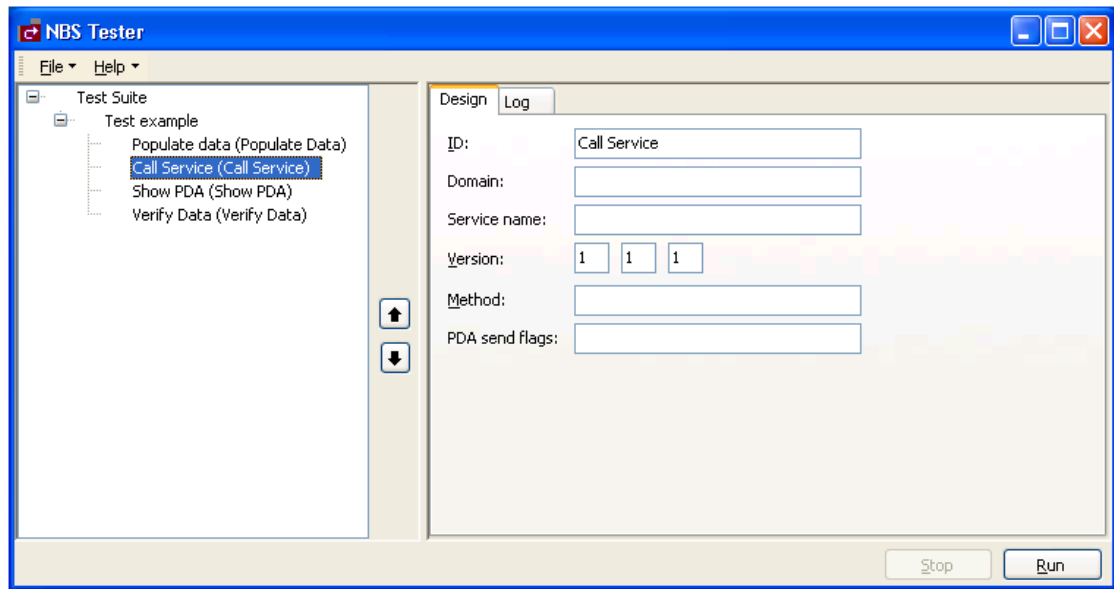 NBS Tester
File Help
Test Suite
Test example
Populate data (Populate Data)
Call Service (Call Service)
Show PDA (Show PDA)
Verify Data (Verify Data)
Design Log
ID: Call Service
Domain:
Service name:
Version: 1 1 1
Method:
PDA send flags:
Stop Run